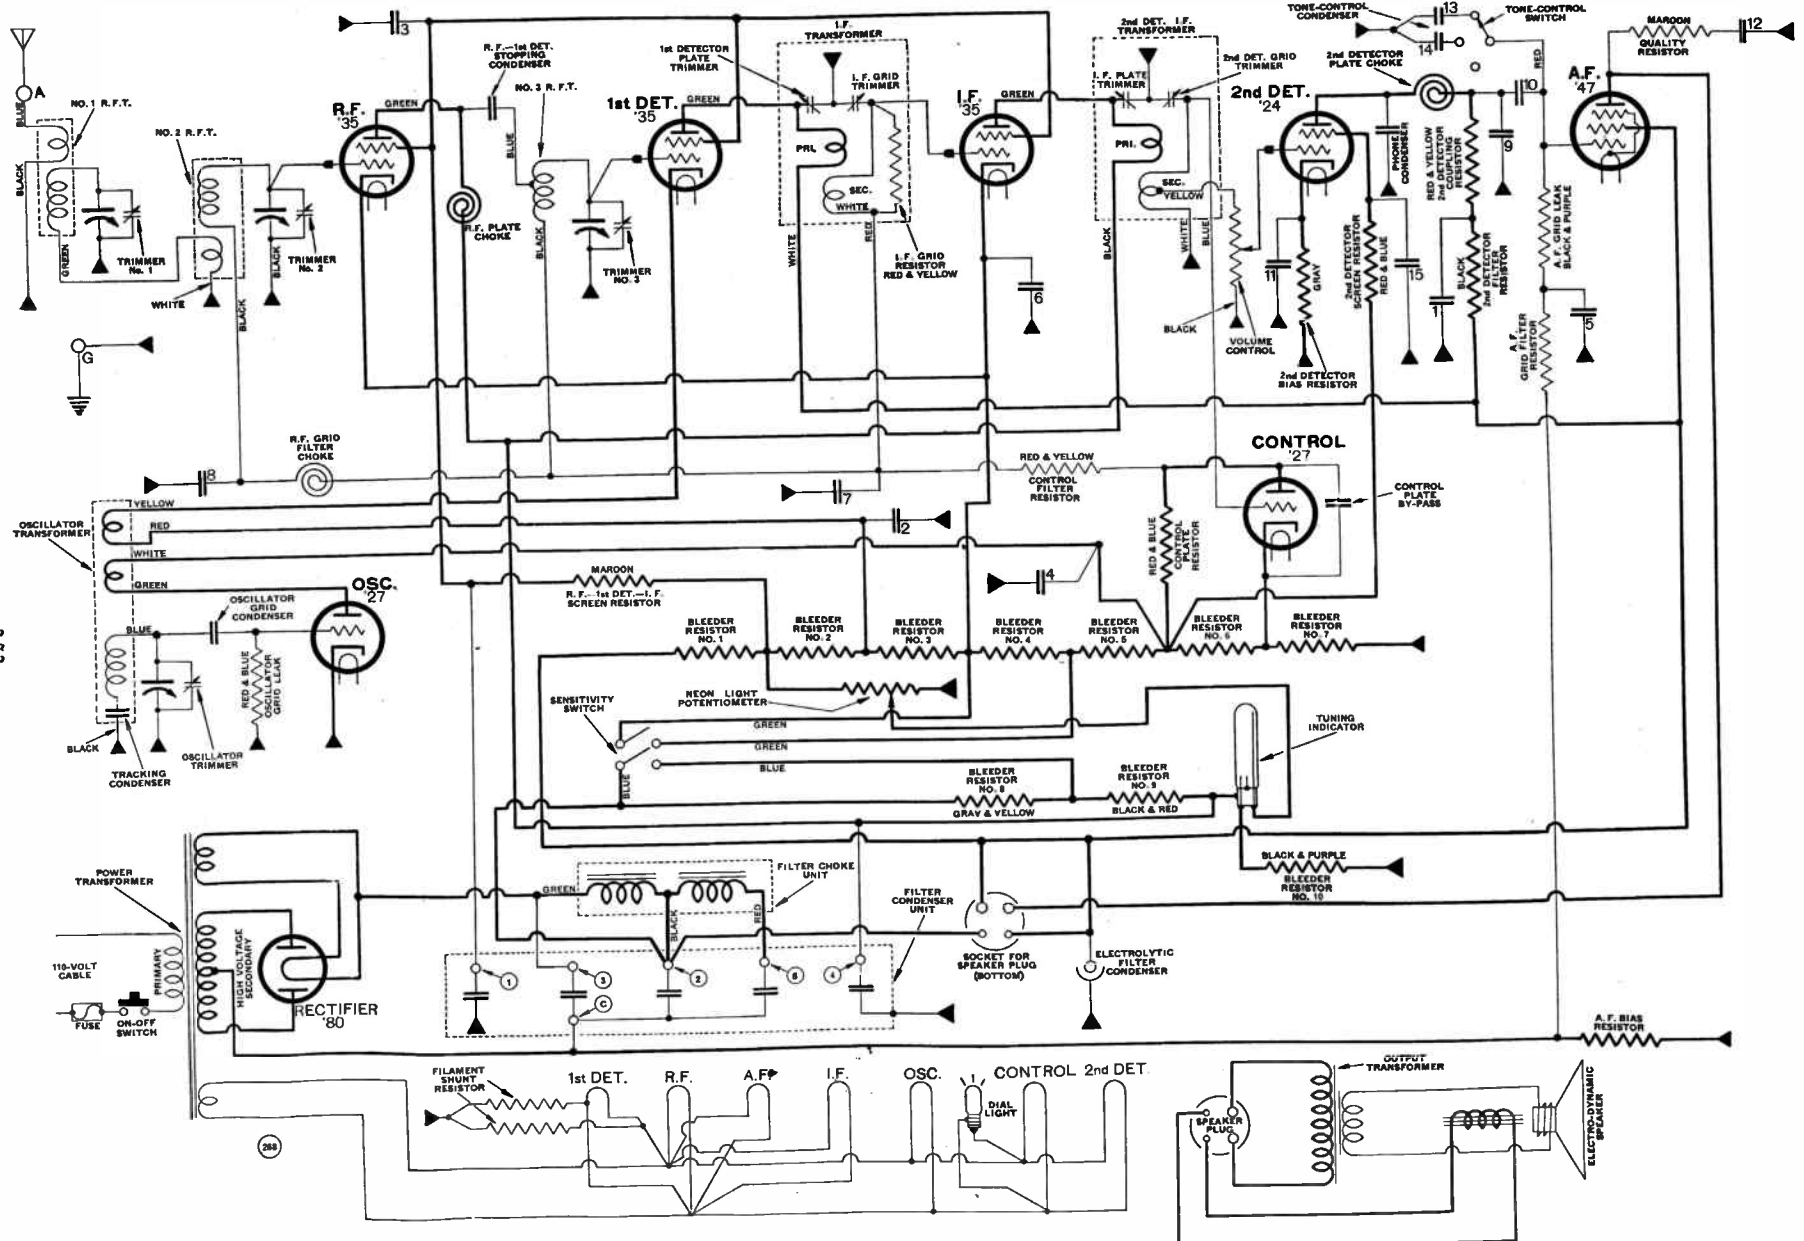 3
TONE-CONTROL
CONDENSER
13
14
TONE-CONTROL
SWITCH
MAROON
QUALITY
RESISTOR
12
A
BLUE
NO. 1 R.F.T.
NO. 2 R.F.T.
R.F.—1st DET.
STOPPING
CONDENSER
NO. 3 R.F.T.
1st DETECTOR
PLATE
TRIMMER
I.F.
TRANSFORMER
I.F. GRID
TRIMMER
2nd DET. I.F.
TRANSFORMER
I.F. PLATE
TRIMMER
2nd DET. GRID
TRIMMER
2nd DETECTOR
PLATE CHOKE
RED
10
R.F.
'35
GREEN
1st DET.
'35
GREEN
I.F.
'35
GREEN
2nd DET.
'24
A.F.
'47
BLACK
GREEN
TRIMMER
No. 1
WHITE
BLACK
TRIMMER
No. 2
BLACK
R.F. PLATE
CHOKE
BLUE
BLACK
TRIMMER
NO. 3
PRI.
SEC.
WHITE
WHITE
RED
I.F. GRID
RESISTOR
RED & YELLOW
6
PRI.
SEC.
YELLOW
BLACK
WHITE
BLUE
BLACK
VOLUME
CONTROL
11
GRAY
2nd DETECTOR
BIAS RESISTOR
2nd DETECTOR
SCREEN RESISTOR
RED & BLUE
PHONE
CONDENSER
15
RED & YELLOW
2nd DETECTOR
COUPLING
RESISTOR
9
1
BLACK
2nd DETECTOR
FILTER
RESISTOR
A.F. GRID LEAK
BLACK & PURPLE
5
A.F.
GRID FILTER
RESISTOR
G
R.F. GRID
FILTER
CHOKE
8
7
RED & YELLOW
CONTROL
FILTER
RESISTOR
CONTROL
'27
CONTROL
PLATE
BY-PASS
RED & BLUE
CONTROL
PLATE
RESISTOR
OSCILLATOR
TRANSFORMER
YELLOW
RED
WHITE
GREEN
2
4
OSC.
'27
OSCILLATOR
GRID
CONDENSER
BLUE
RED & BLUE
OSCILLATOR
GRID LEAK
BLACK
TRACKING
CONDENSER
OSCILLATOR
TRIMMER
MAROON
R.F.—1st DET.—I.F.
SCREEN RESISTOR
BLEEDER
RESISTOR
NO. 1
BLEEDER
RESISTOR
NO. 2
BLEEDER
RESISTOR
NO. 3
BLEEDER
RESISTOR
NO. 4
BLEEDER
RESISTOR
NO. 5
BLEEDER
RESISTOR
NO. 6
BLEEDER
RESISTOR
NO. 7
SENSITIVITY
SWITCH
NEON LIGHT
POTENTIOMETER
GREEN
GREEN
BLUE
BLUE
TUNING
INDICATOR
BLEEDER
RESISTOR
NO. 8
GRAY & YELLOW
BLEEDER
RESISTOR
NO. 9
BLACK & RED
BLACK & PURPLE
BLEEDER
RESISTOR
NO. 10
POWER
TRANSFORMER
110-VOLT
CABLE
FUSE
ON-OFF
SWITCH
PRIMARY
HIGH VOLTAGE
SECONDARY
RECTIFIER
'80
GREEN
BLACK
RED
FILTER CHOKE
UNIT
FILTER
CONDENSER
UNIT
1
3
C
2
5
4
SOCKET FOR
SPEAKER PLUG
(BOTTOM)
ELECTROLYTIC
FILTER
CONDENSER
A.F. BIAS
RESISTOR
FILAMENT
SHUNT
RESISTOR
1st DET.
R.F.
A.F.
I.F.
OSC.
DIAL
LIGHT
CONTROL
2nd DET.
268
SPEAKER
PLUG
OUTPUT
TRANSFORMER
ELECTRO-DYNAMIC
SPEAKER